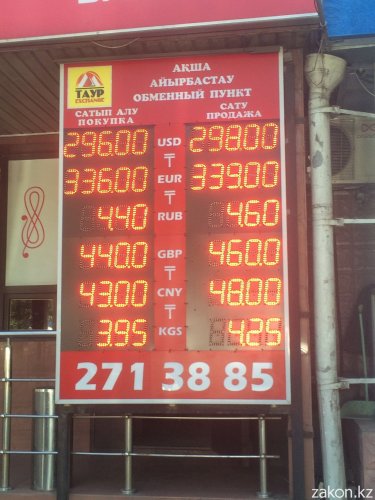 ТАУР
EXCHANGE
АҚША
АЙЫРБАСТАУ
ОБМЕННЫЙ ПУНКТ
САТЫП АЛУ САТУ
ПОКУПКА ПРОДАЖА
296.00 USD 298.00
336.00 EUR 339.00
4.40 RUB 4.60
440.0 GBP 460.0
43.00 CNY 48.00
3.95 KGS 4.26
271 38 85
zakon.kz